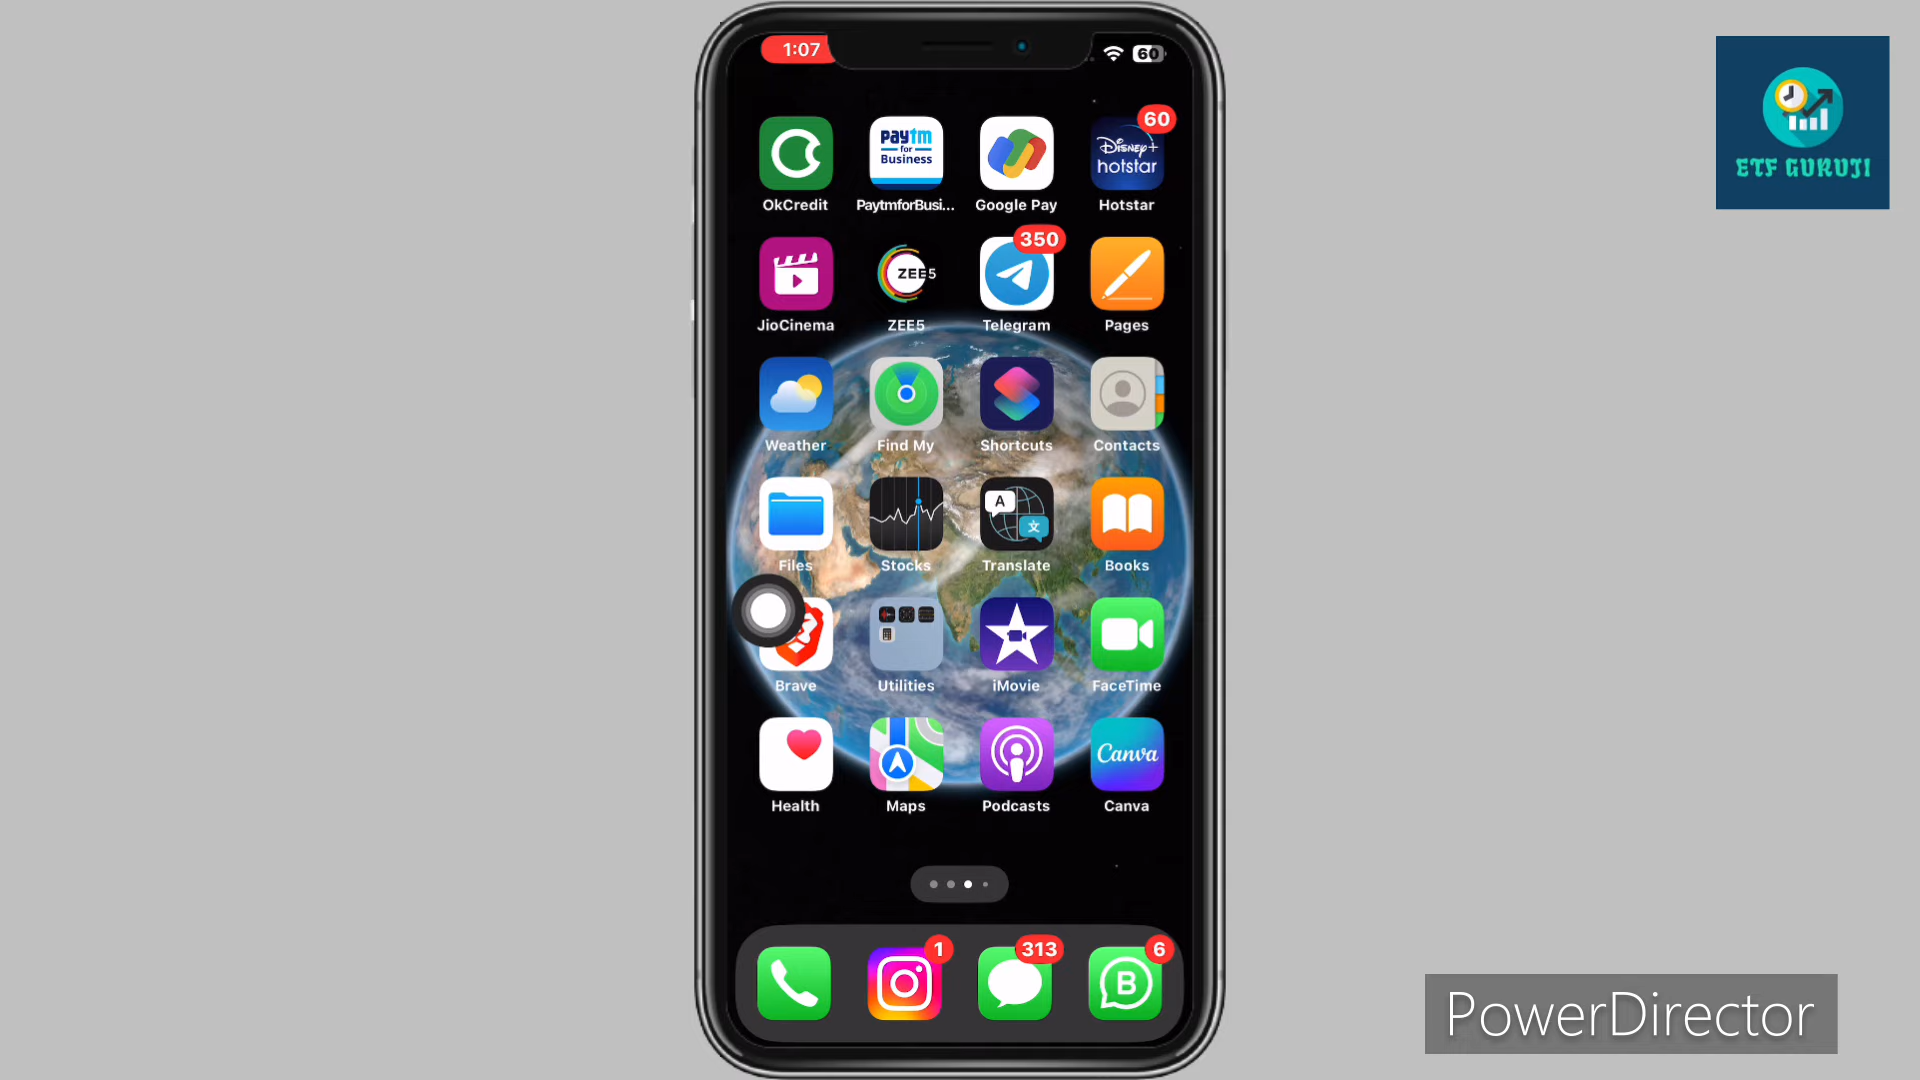 1:07
60
60
350
Paytm
for
Business
Disney+
hotstar
OkCredit
PaytmforBusi...
Google Pay
Hotstar
ZEE5
JioCinema
ZEE5
Telegram
Pages
Weather
Find My
Shortcuts
Contacts
A
文
Files
Stocks
Translate
Books
Brave
Utilities
iMovie
FaceTime
Canva
Health
Maps
Podcasts
Canva
1
313
6
B
ETF GURUJI
PowerDirector